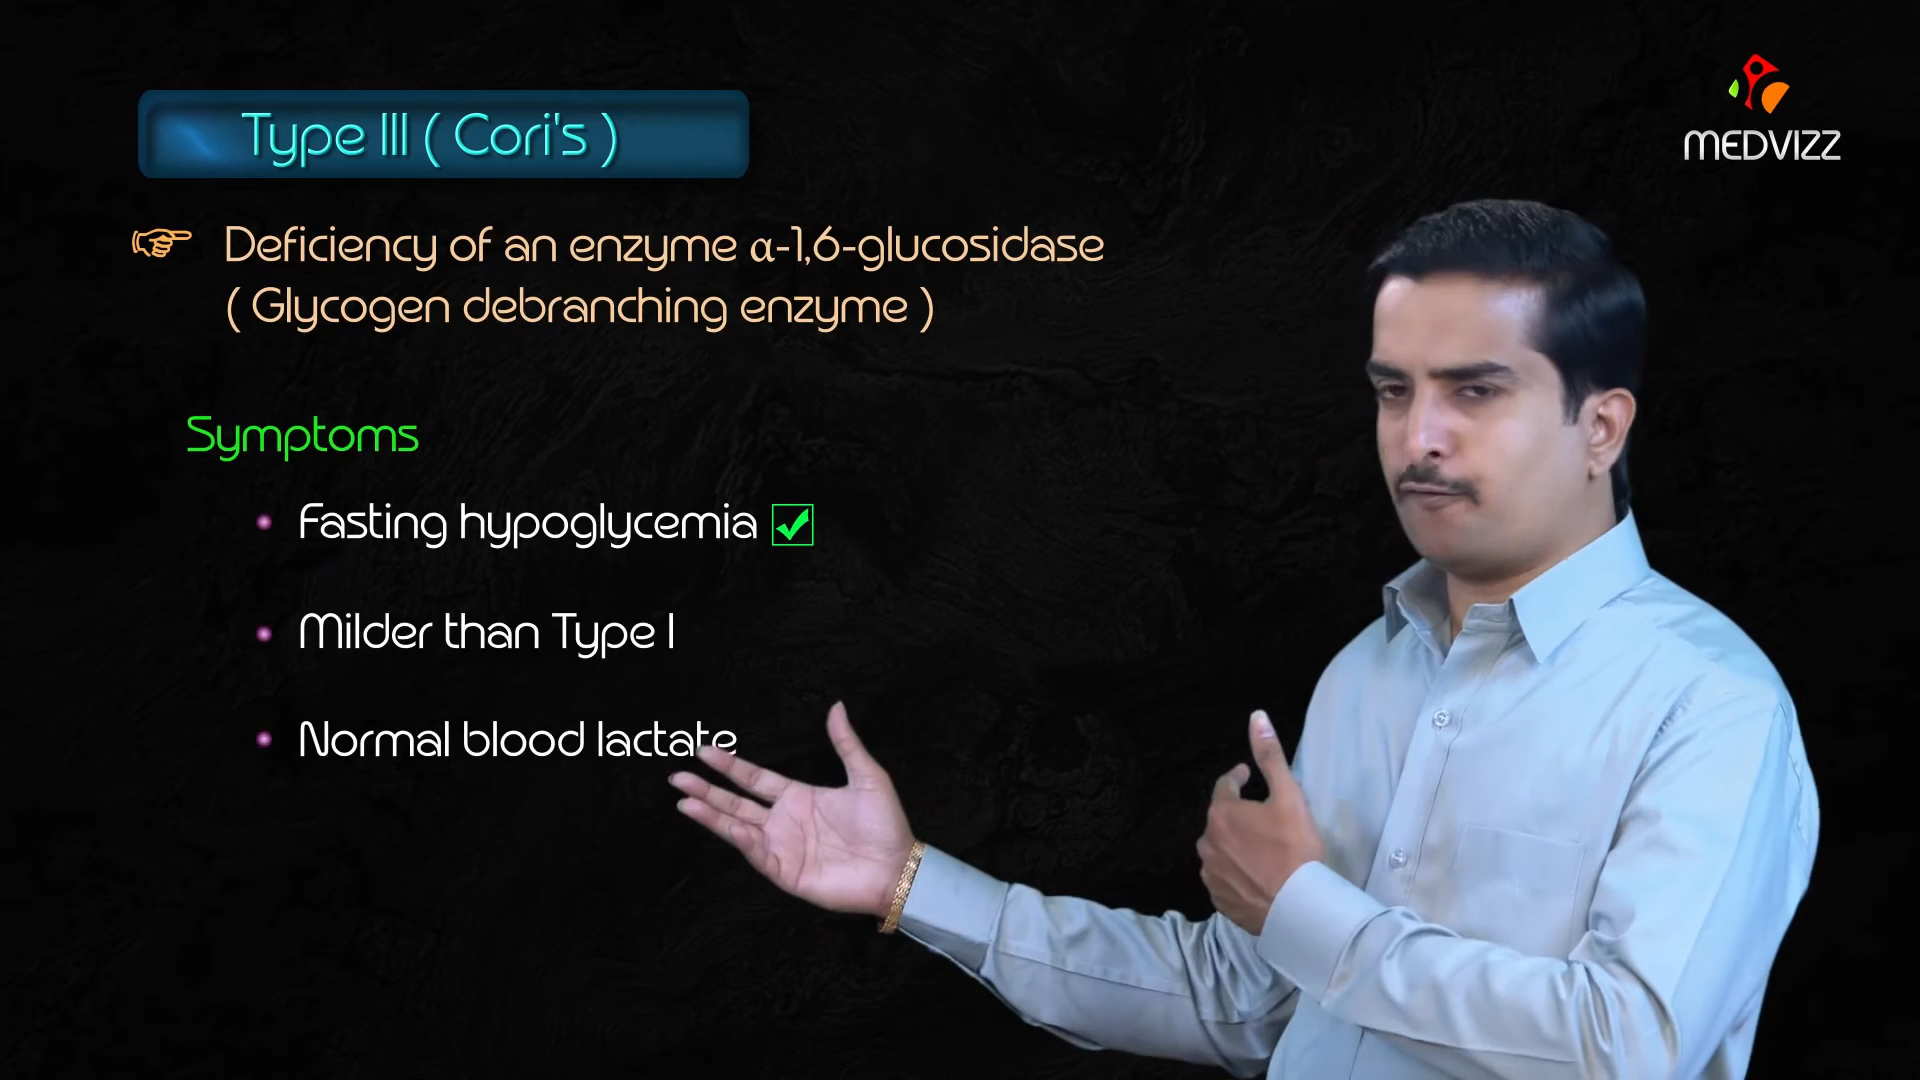 Type III ( Cori's )
MEDVIZZ
Deficiency of an enzyme α-1,6-glucosidase
( Glycogen debranching enzyme )
Symptoms
Fasting hypoglycemia
Milder than Type I
Normal blood lactate